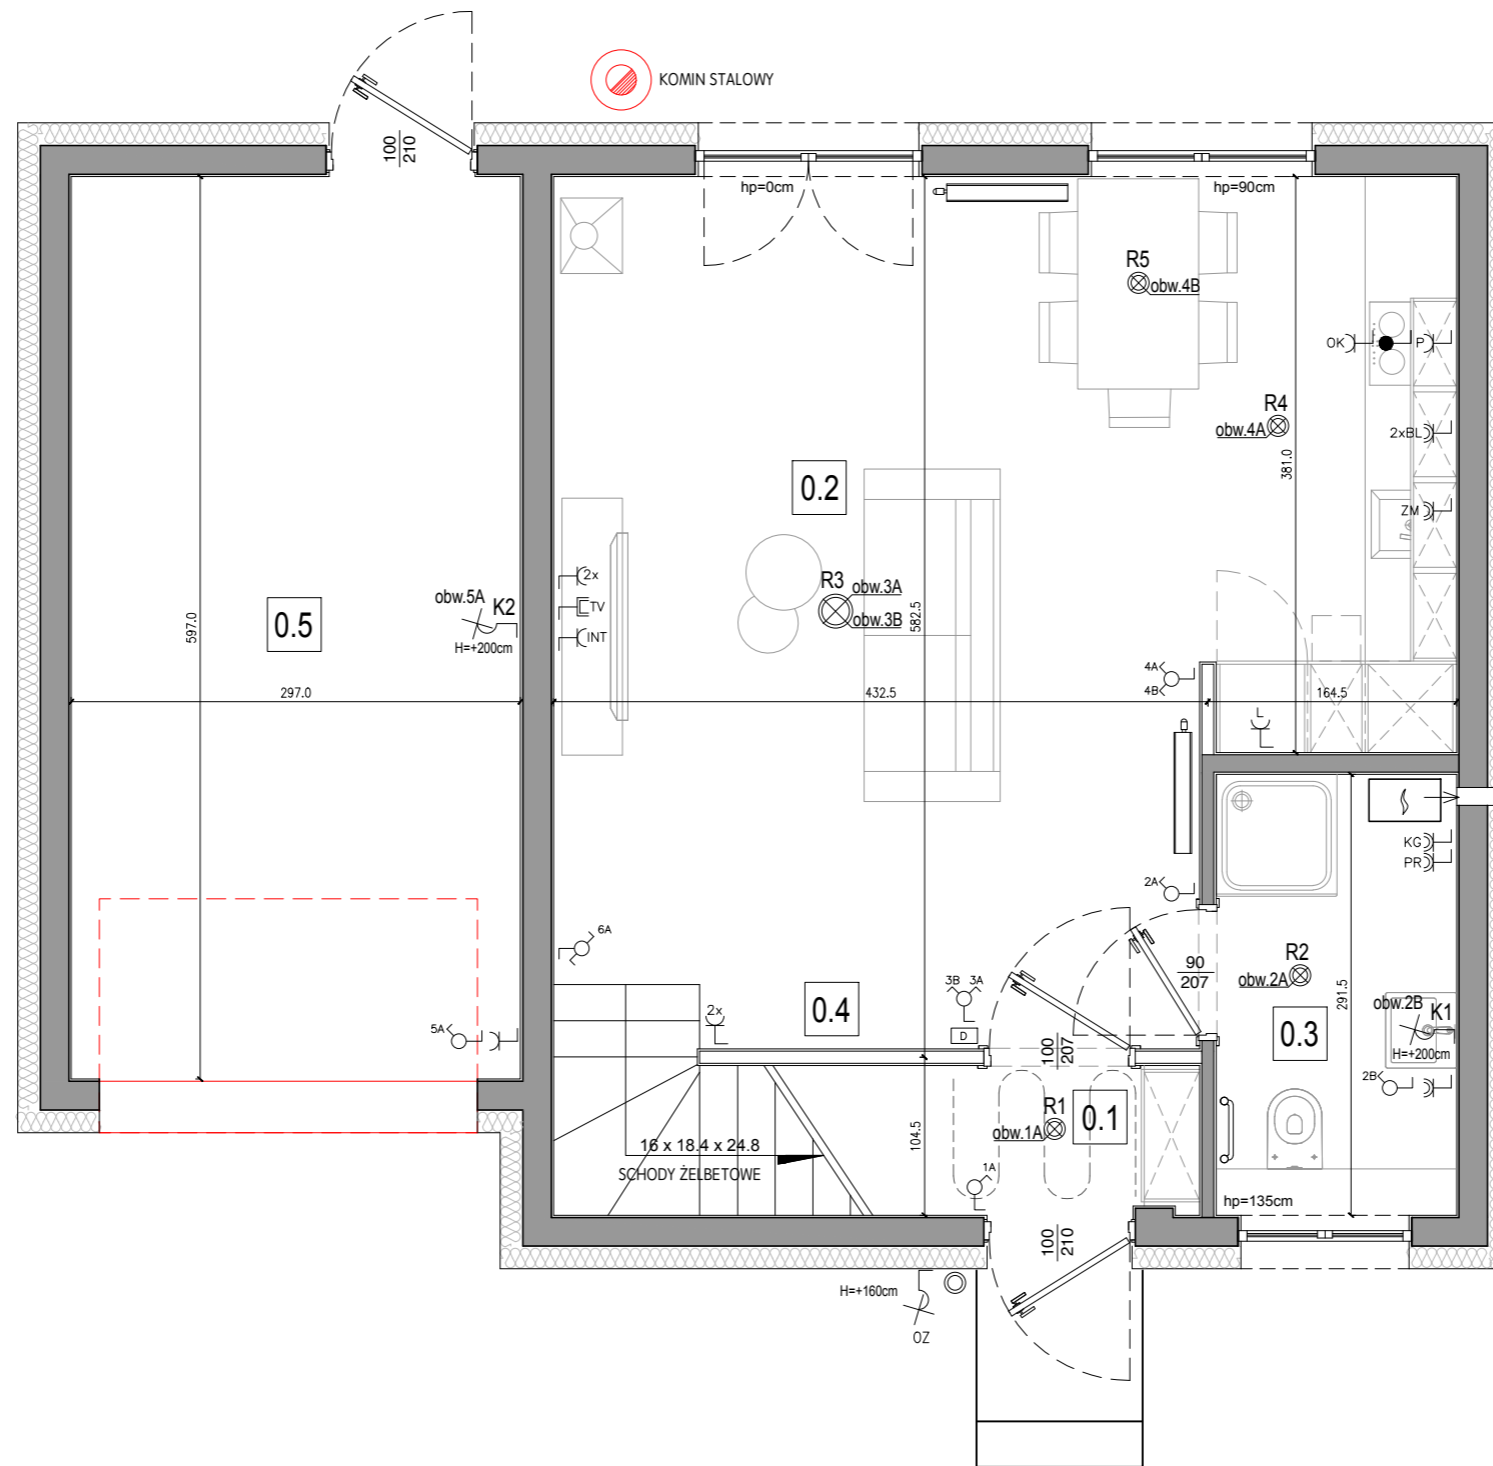 KOMIN STALOWY
100
210
hp=0cm
hp=90cm
R5
obw.4B
OK
P
R4
obw.4A
2xBL
381.0
0.2
ZM
R3
obw.3A
obw.3B
2x
TV
INT
582.5
obw.5A
K2
H=+200cm
0.5
597.0
297.0
432.5
164.5
4A
4B
L
KG
PR
2A
6A
90
207
R2
obw.2A
291.5
obw.2B
K1
H=+200cm
0.3
2B
3B 3A
D
0.4
2x
5A
100
207
R1
obw.1A
0.1
104.5
1A
16 x 18.4 x 24.8
SCHODY ŻELBETOWE
hp=135cm
100
210
H=+160cm
OZ